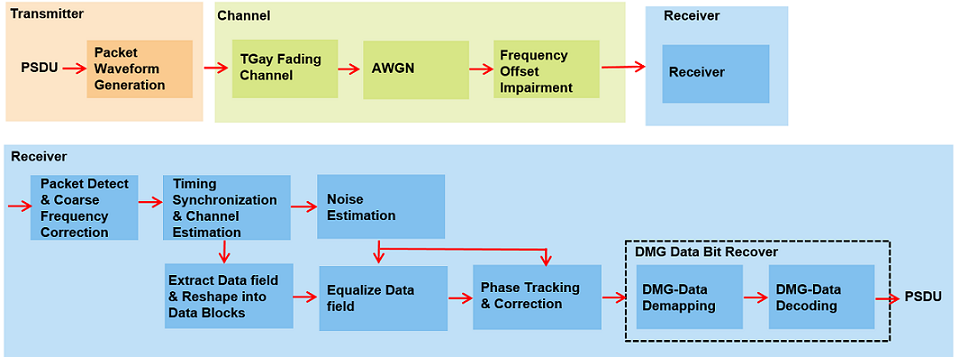 Transmitter
PSDU
Packet
Waveform
Generation
Channel
TGay Fading
Channel
AWGN
Frequency
Offset
Impairment
Receiver
Receiver
Receiver
Packet Detect
& Coarse
Frequency
Correction
Timing
Synchronization
& Channel
Estimation
Noise
Estimation
Extract Data field
& Reshape into
Data Blocks
Equalize Data
field
Phase Tracking
& Correction
DMG Data Bit Recover
DMG-Data
Demapping
DMG-Data
Decoding
PSDU